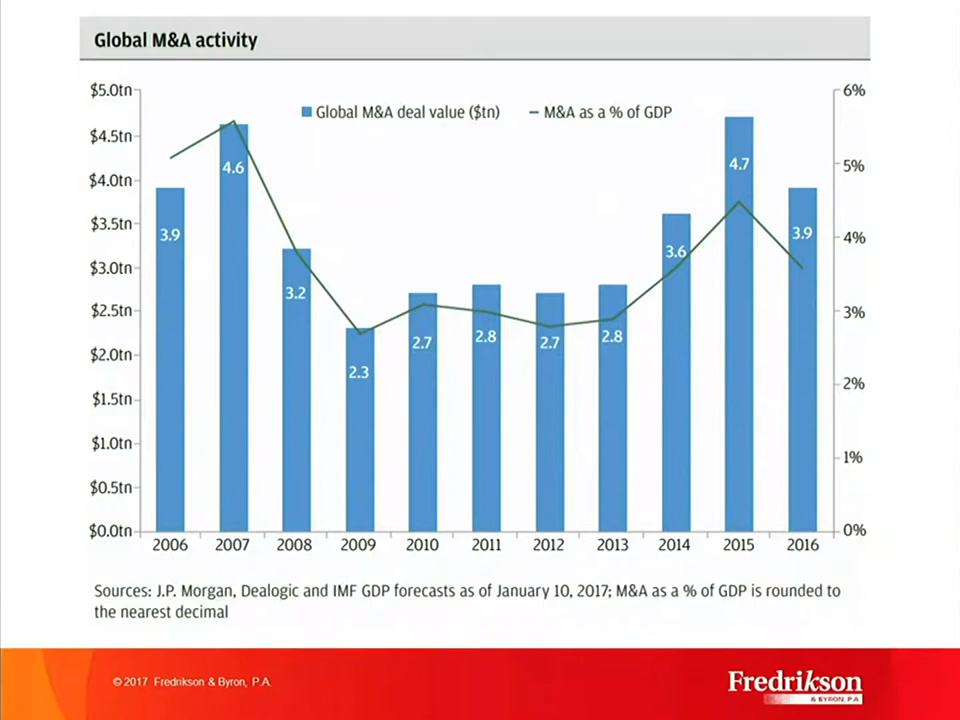 Global M&A activity
Global M&A deal value ($tn) M&A as a % of GDP
$5.0tn
$4.5tn
$4.0tn
$3.5tn
$3.0tn
$2.5tn
$2.0tn
$1.5tn
$1.0tn
$0.5tn
$0.0tn
3.9
4.6
3.2
2.3
2.7
2.8
2.7
2.8
3.6
4.7
3.9
6%
5%
4%
3%
2%
1%
0%
2006 2007 2008 2009 2010 2011 2012 2013 2014 2015 2016
Sources: J.P. Morgan, Dealogic and IMF GDP forecasts as of January 10, 2017; M&A as a % of GDP is rounded to
the nearest decimal
© 2017 Fredrikson & Byron, P.A.
Fredrikson
& BYRON, P.A.